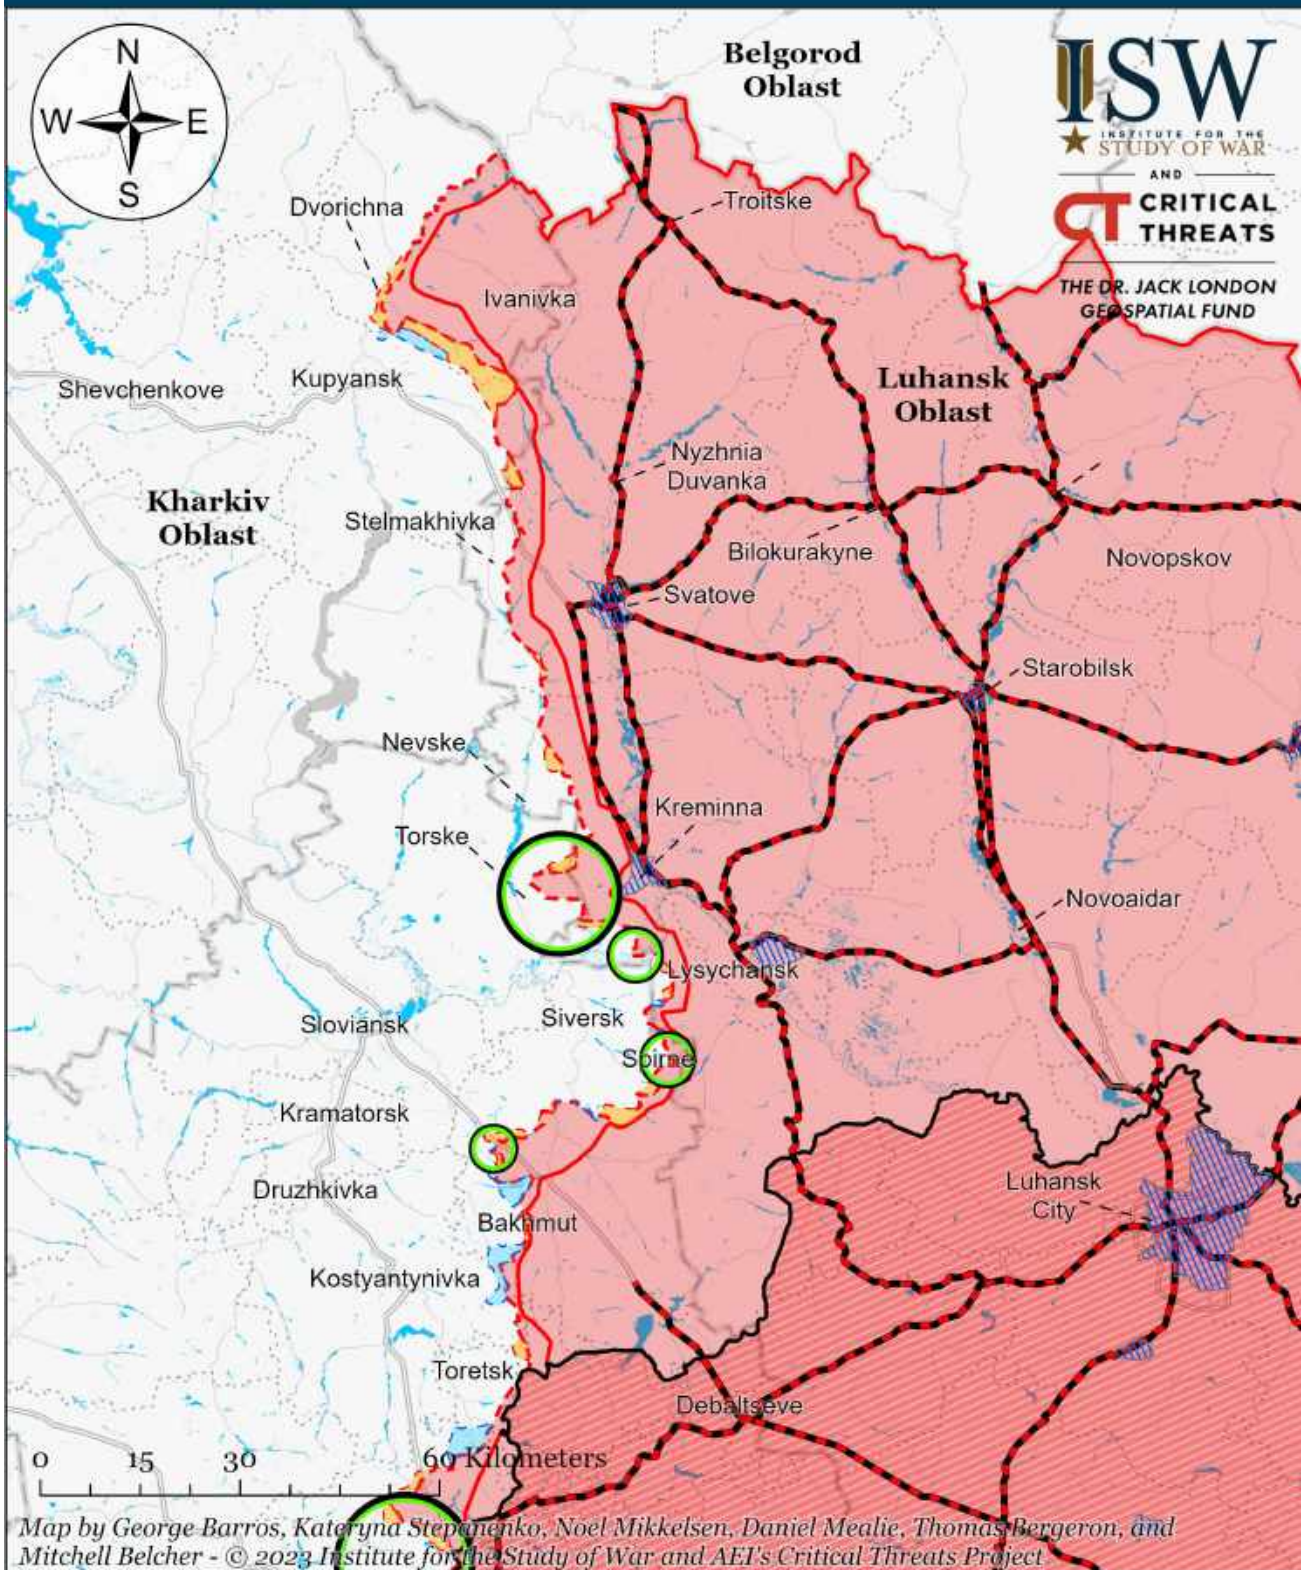 N
W E
S
Belgorod
Oblast
ISW
INSTITUTE FOR THE
STUDY OF WAR
AND
CT CRITICAL
THREATS
THE DR. JACK LONDON
GEOSPATIAL FUND
Dvorichna
Troitske
Ivanivka
Shevchenkove
Kupyansk
Luhansk
Oblast
Nyzhnia
Duvanka
Kharkiv
Oblast
Stelmakhivka
Bilokurakyne
Novopskov
Svatove
Starobilsk
Nevske
Kreminna
Torske
Novoaidar
Lysychansk
Siversk
Sloviansk
Spirne
Kramatorsk
Druzhkivka
Luhansk
City
Bakhmut
Kostyantynivka
Toretsk
Debaltseve
0 15 30 60 Kilometers
Map by George Barros, Kateryna Stepanenko, Noel Mikkelsen, Daniel Mealie, Thomas Bergeron, and
Mitchell Belcher - © 2023 Institute for the Study of War and AEI's Critical Threats Project